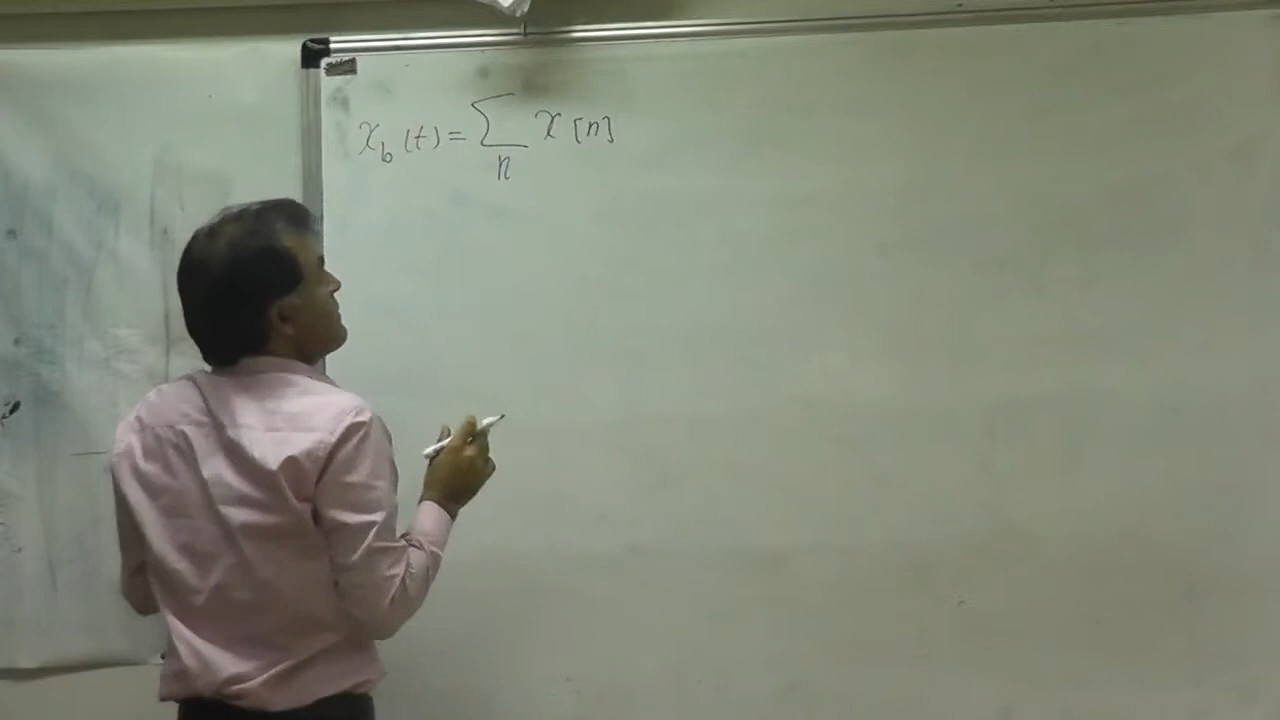 x_b(t) = ∑_n x[n]